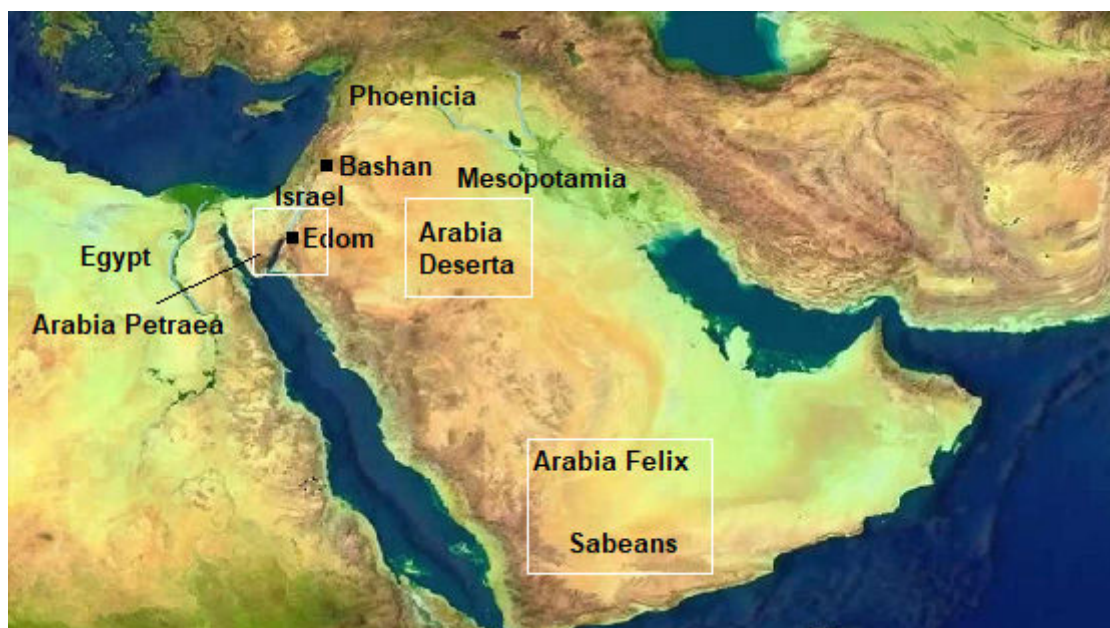 Phoenicia
Bashan
Mesopotamia
Israel
Arabia
Deserta
Edom
Egypt
Arabia Petraea
Arabia Felix
Sabeans